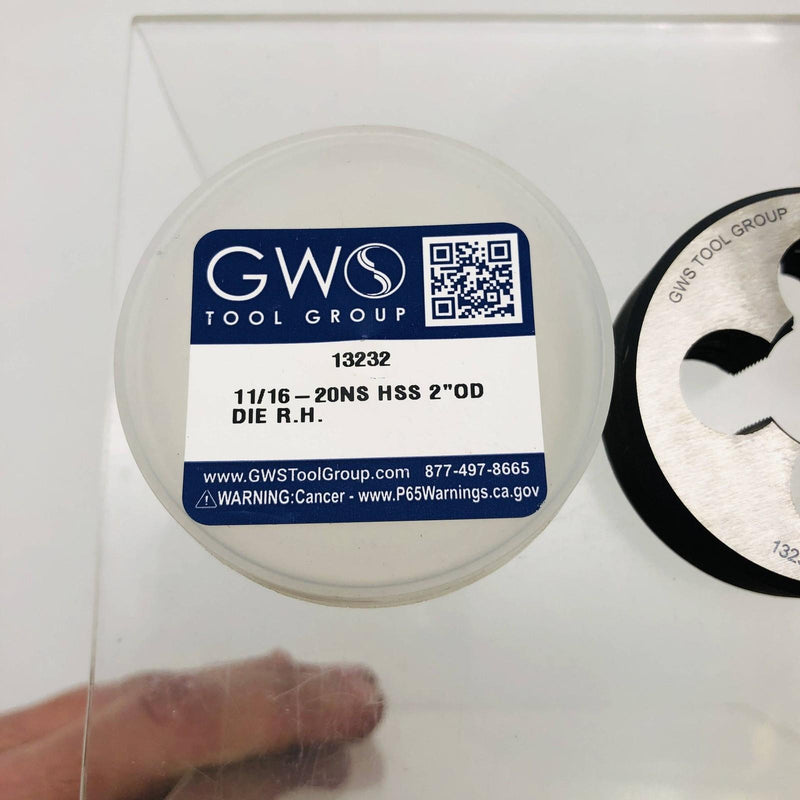 GWS
TOOL GROUP
13232
11/16-20NS HSS 2"OD
DIE R.H.
www.GWSToolGroup.com 877-497-8665
WARNING:Cancer - www.P65Warnings.ca.gov
GWS TOOL GROUP